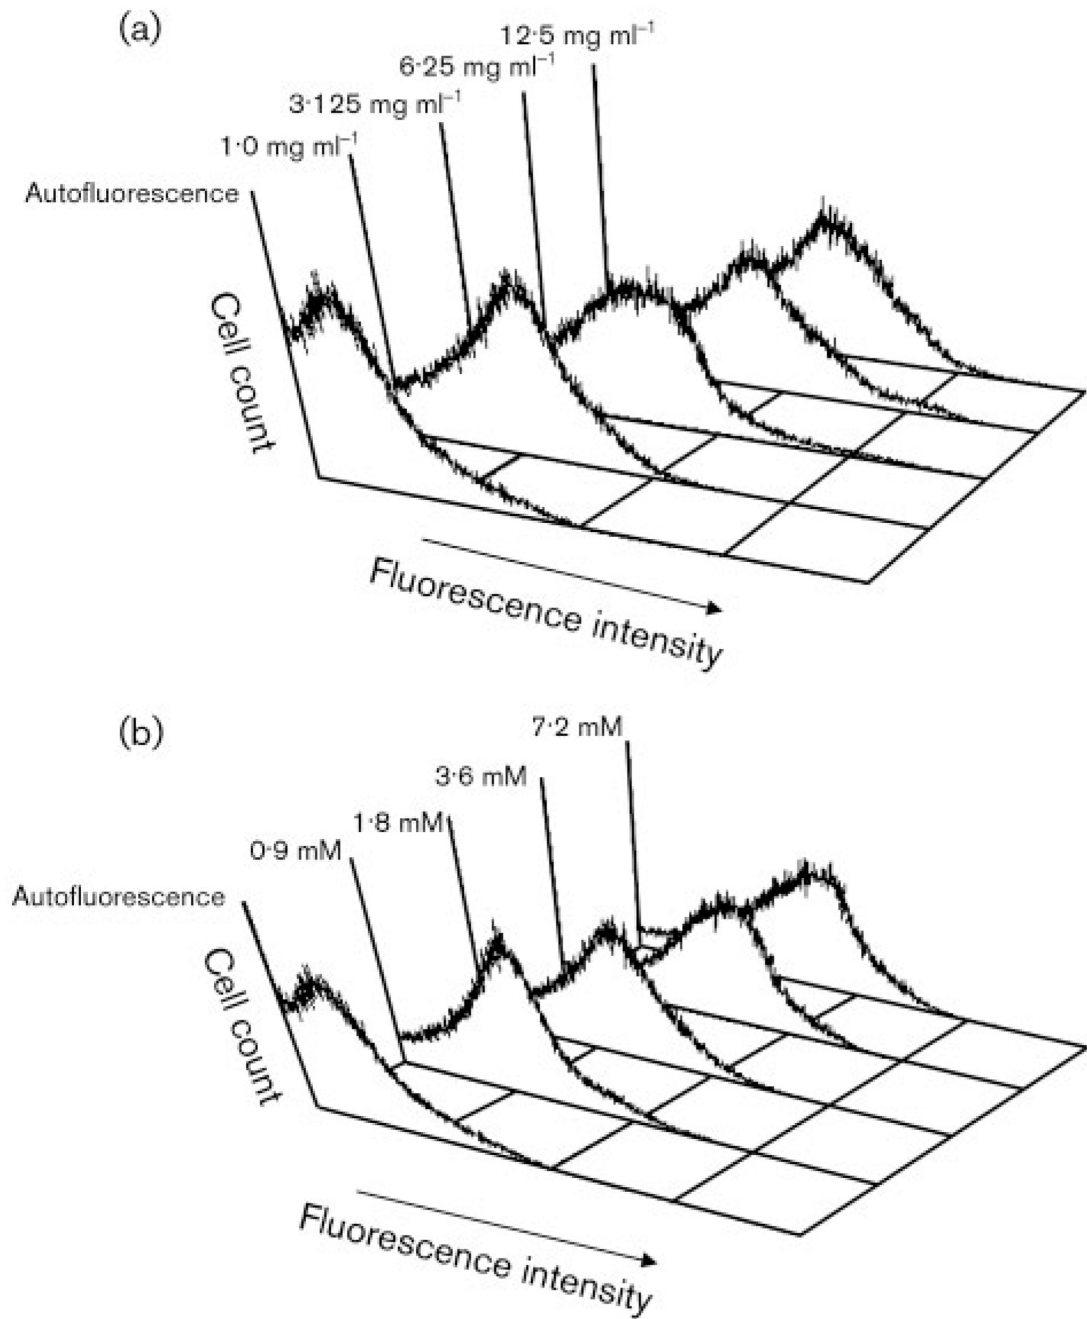 (a)
12·5 mg ml⁻¹
6·25 mg ml⁻¹
3·125 mg ml⁻¹
1·0 mg ml⁻¹
Autofluorescence
Cell count
Fluorescence intensity
(b)
7·2 mM
3·6 mM
1·8 mM
0·9 mM
Autofluorescence
Cell count
Fluorescence intensity